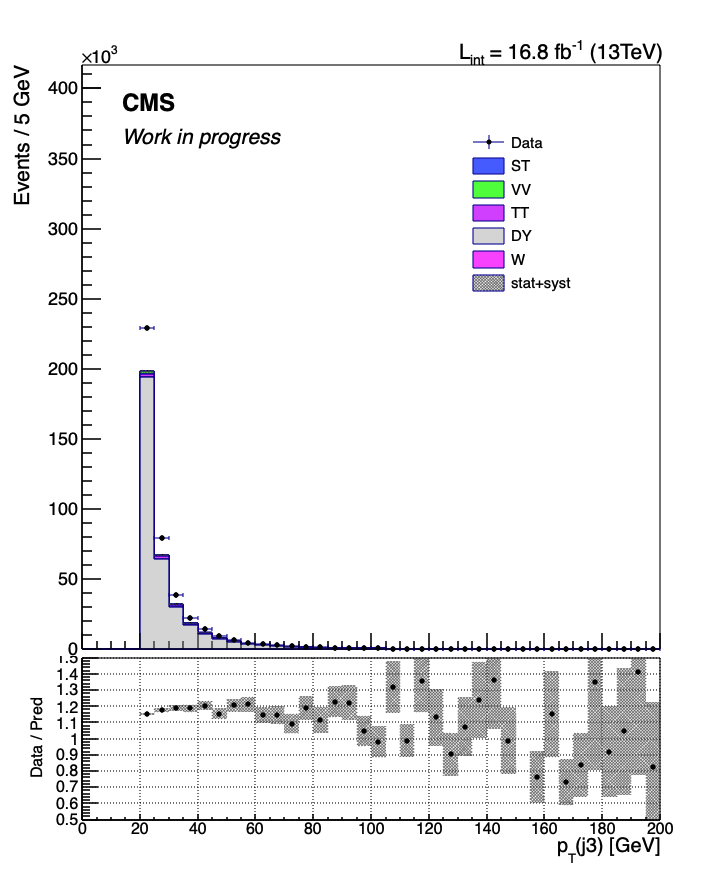 ×10³
L_int = 16.8 fb⁻¹ (13TeV)
Events / 5 GeV
400
350
300
250
200
150
100
50
0
CMS
Work in progress
Data
ST
VV
TT
DY
W
stat+syst
Data / Pred
1.5
1.4
1.3
1.2
1.1
1
0.9
0.8
0.7
0.6
0.5
0 20 40 60 80 100 120 140 160 180 200
p_T(j3) [GeV]